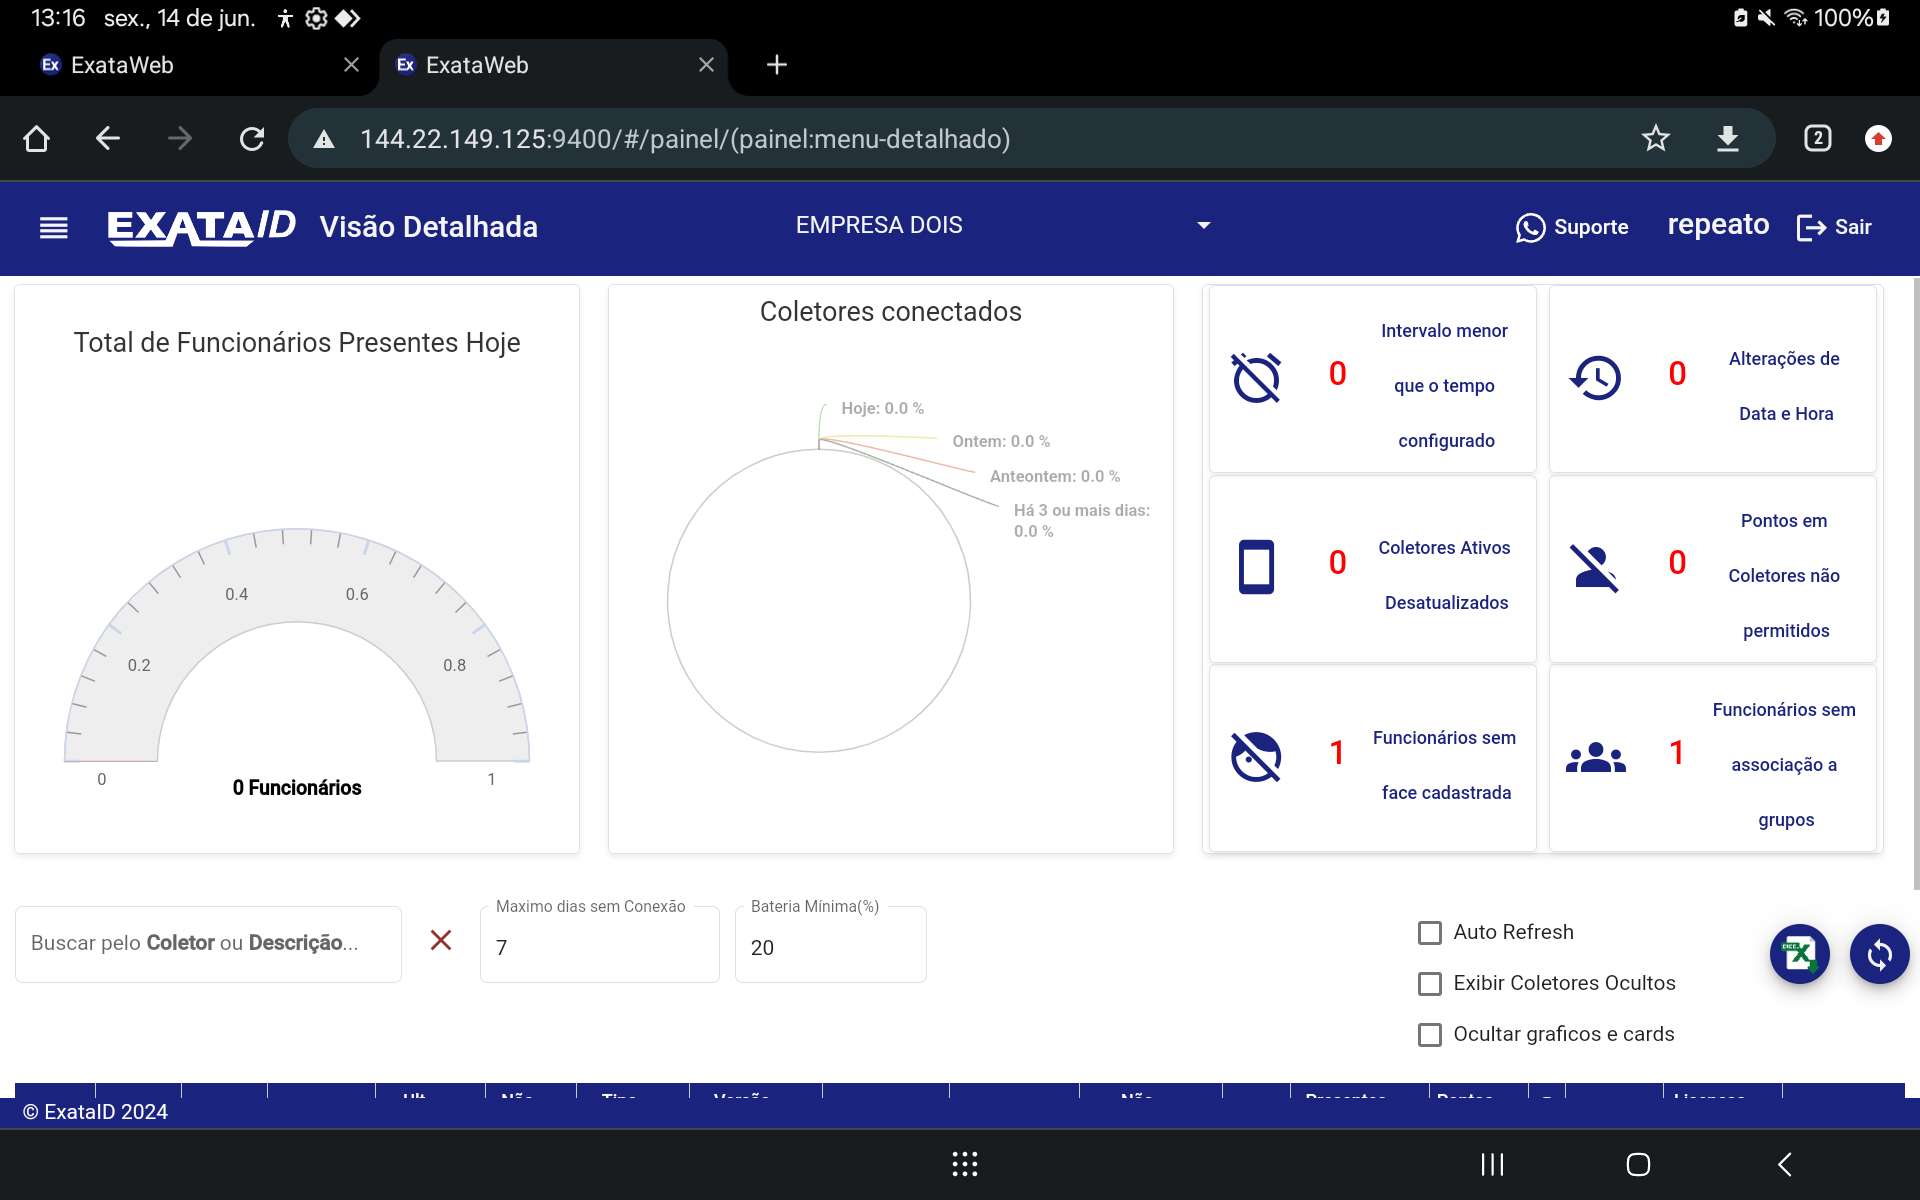 13:16 sex., 14 de jun. 100%
Ex ExataWeb
Ex ExataWeb
144.22.149.125:9400/#/painel/(painel:menu-detalhado)
2
EXATAID Visão Detalhada
EMPRESA DOIS
Suporte
repeato
Sair
Total de Funcionários Presentes Hoje
0.4 0.6
0.2 0.8
0 1
0 Funcionários
Coletores conectados
Hoje: 0.0 %
Ontem: 0.0 %
Anteontem: 0.0 %
Há 3 ou mais dias:
0.0 %
0
Intervalo menor
que o tempo
configurado
0
Alterações de
Data e Hora
0
Coletores Ativos
Desatualizados
0
Pontos em
Coletores não
permitidos
1
Funcionários sem
face cadastrada
1
Funcionários sem
associação a
grupos
Buscar pelo Coletor ou Descrição...
Maximo dias sem Conexão
7
Bateria Mínima(%)
20
Auto Refresh
Exibir Coletores Ocultos
Ocultar graficos e cards
© ExataID 2024